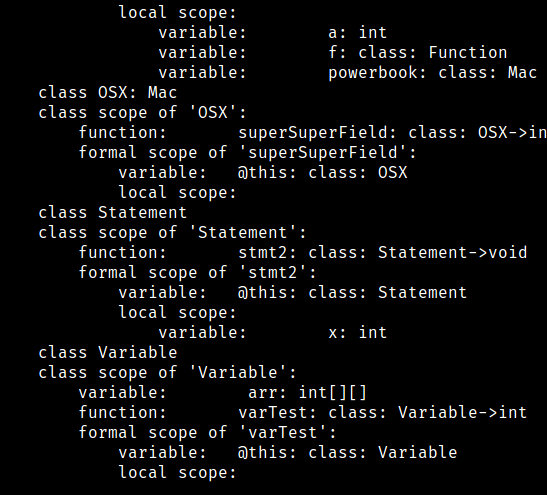 local scope:
variable: a: int
variable: f: class: Function
variable: powerbook: class: Mac
class OSX: Mac
class scope of 'OSX':
function: superSuperField: class: OSX->in
formal scope of 'superSuperField':
variable: @this: class: OSX
local scope:
class Statement
class scope of 'Statement':
function: stmt2: class: Statement->void
formal scope of 'stmt2':
variable: @this: class: Statement
local scope:
variable: x: int
class Variable
class scope of 'Variable':
variable: arr: int[][]
function: varTest: class: Variable->int
formal scope of 'varTest':
variable: @this: class: Variable
local scope: